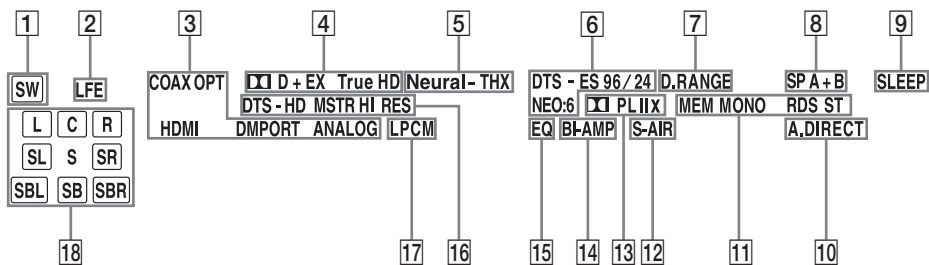 1 2 3 4 5 6 7 8 9
SW LFE COAX OPT D + EX True HD Neural - THX DTS - ES 96 / 24 D.RANGE SP A + B SLEEP
DTS - HD MSTR HI RES NEO:6 PL II X MEM MONO RDS ST
L C R HDMI DMPORT ANALOG LPCM EQ BI-AMP S-AIR A.DIRECT
SL S SR
SBL SB SBR
18 17 16 15 14 13 12 11 10